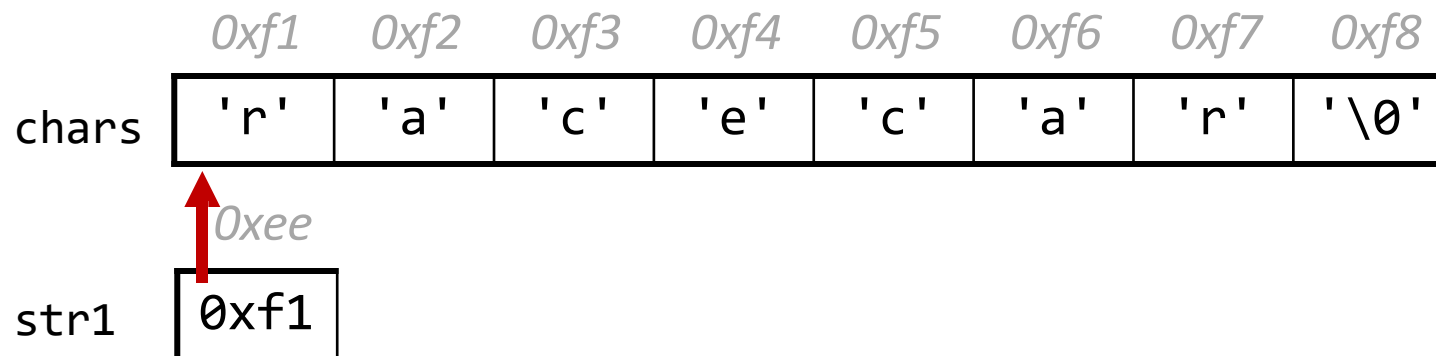 0xf1 0xf2 0xf3 0xf4 0xf5 0xf6 0xf7 0xf8
chars 'r' 'a' 'c' 'e' 'c' 'a' 'r' '\0'
0xee
str1 0xf1